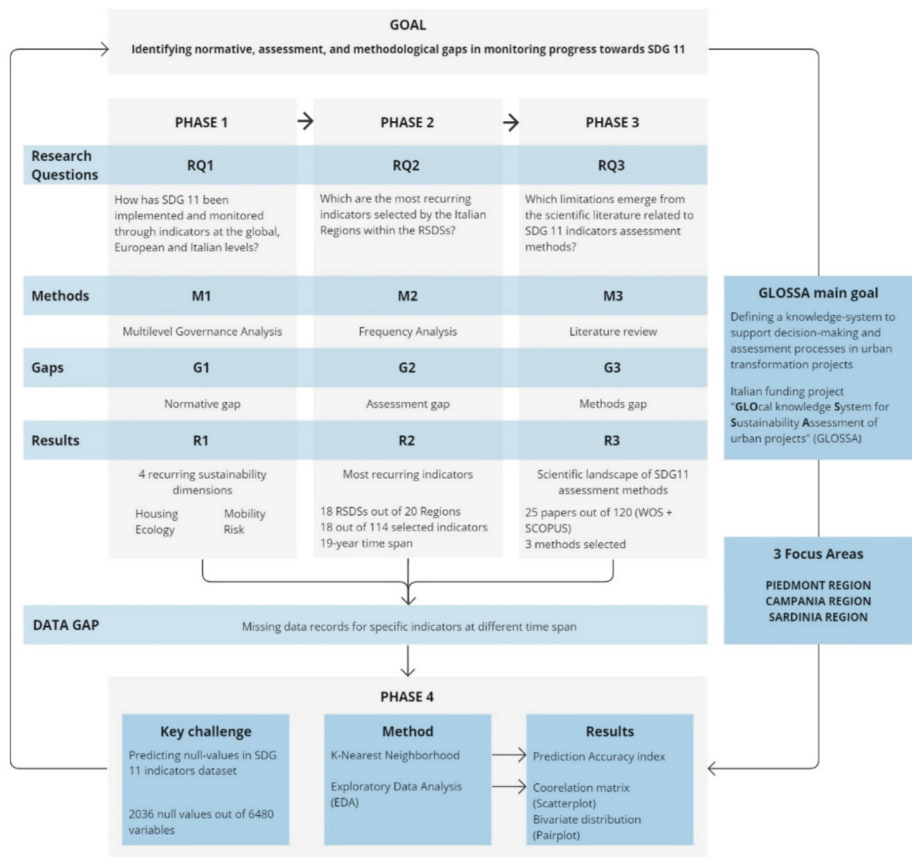 GOAL
Identifying normative, assessment, and methodological gaps in monitoring progress towards SDG 11
PHASE 1
PHASE 2
PHASE 3
Research
Questions
RQ1
RQ2
RQ3
How has SDG 11 been
implemented and monitored
through indicators at the global,
European and Italian levels?
Which are the most recurring
indicators selected by the Italian
Regions within the RSDSs?
Which limitations emerge from
the scientific literature related to
SDG 11 indicators assessment
methods?
Methods
M1
M2
M3
Multilevel Governance Analysis
Frequency Analysis
Literature review
Gaps
G1
G2
G3
Normative gap
Assessment gap
Methods gap
Results
R1
R2
R3
4 recurring sustainability
dimensions
Housing
Mobility
Ecology
Risk
Most recurring indicators
18 RSDSs out of 20 Regions
18 out of 114 selected indicators
19-year time span
Scientific landscape of SDG11
assessment methods
25 papers out of 120 (WOS +
SCOPUS)
3 methods selected
GLOSSA main goal
Defining a knowledge-system to
support decision-making and
assessment processes in urban
transformation projects
Italian funding project
"GLOcal knowledge System for
Sustainability Assessment of
urban projects" (GLOSSA)
3 Focus Areas
PIEDMONT REGION
CAMPANIA REGION
SARDINIA REGION
DATA GAP
Missing data records for specific indicators at different time span
PHASE 4
Key challenge
Predicting null-values in SDG
11 indicators dataset
2036 null values out of 6480
variables
Method
K-Nearest Neighborhood
Exploratory Data Analysis
(EDA)
Results
Prediction Accuracy index
Coorelation matrix
(Scatterplot)
Bivariate distribution
(Pairplot)